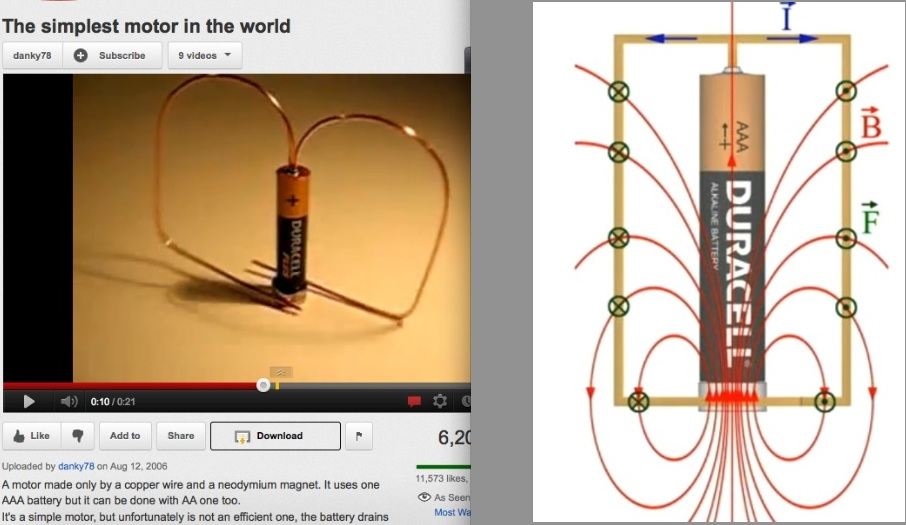 The simplest motor in the world
danky78
Subscribe
9 videos
+
DURACELL
0:10 / 0:21
Like
Add to
Share
Download
6,20
Uploaded by danky78 on Aug 12, 2006
11,573 likes,
A motor made only by a copper wire and a neodymium magnet. It uses one
AAA battery but it can be done with AA one too.
It's a simple motor, but unfortunately is not an efficient one, the battery drains
As Seen
Most Wa
I
AAA
+
DURACELL
ALKALINE BATTERY
B
F